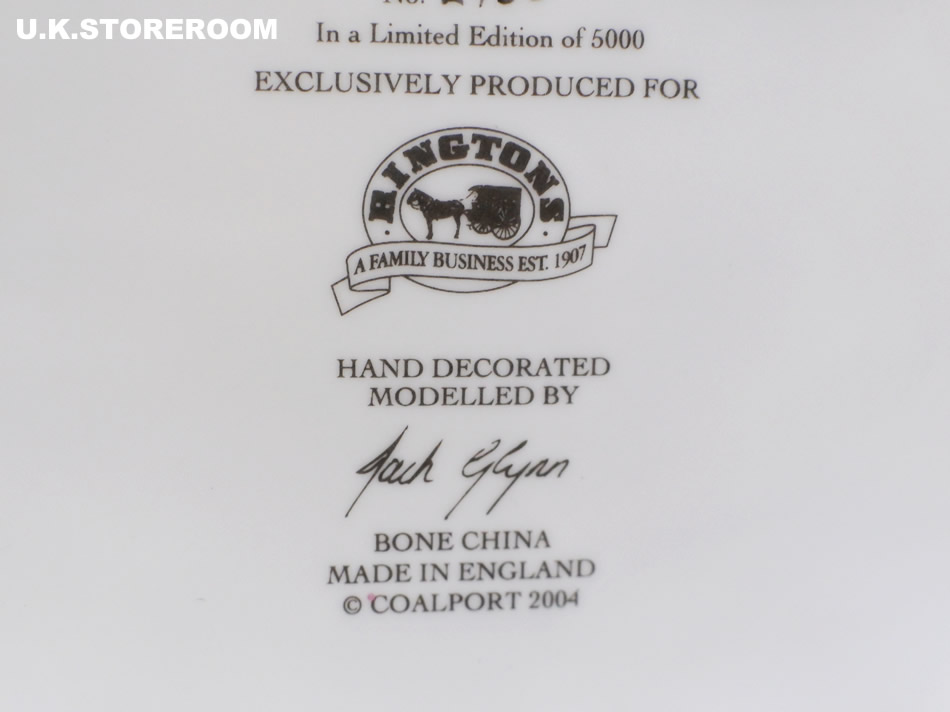 U.K.STOREROOM
No.
In a Limited Edition of 5000
EXCLUSIVELY PRODUCED FOR
RINGTONS
A FAMILY BUSINESS EST. 1907
HAND DECORATED
MODELLED BY
Jack Glynn
BONE CHINA
MADE IN ENGLAND
© COALPORT 2004